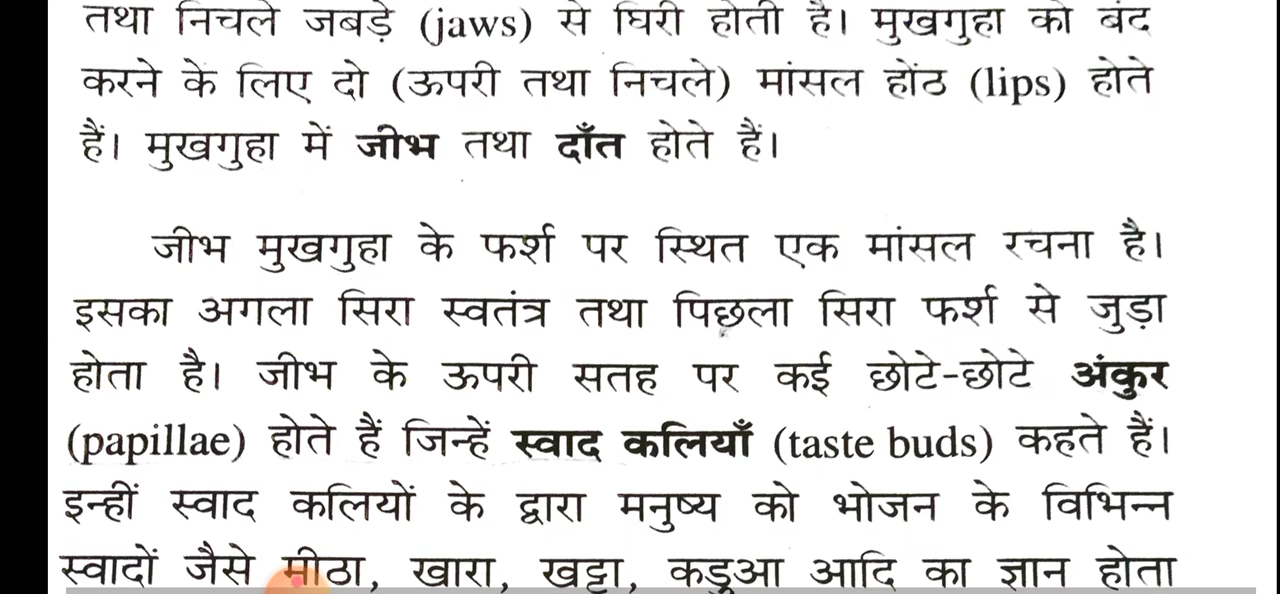 तथा निचले जबड़े (jaws) से घिरी होती है। मुखगुहा को बंद
करने के लिए दो (ऊपरी तथा निचले) मांसल होंठ (lips) होते
हैं। मुखगुहा में जीभ तथा दाँत होते हैं।
जीभ मुखगुहा के फर्श पर स्थित एक मांसल रचना है।
इसका अगला सिरा स्वतंत्र तथा पिछला सिरा फर्श से जुड़ा
होता है। जीभ के ऊपरी सतह पर कई छोटे-छोटे अंकुर
(papillae) होते हैं जिन्हें स्वाद कलियाँ (taste buds) कहते हैं।
इन्हीं स्वाद कलियों के द्वारा मनुष्य को भोजन के विभिन्न
स्वादों जैसे मीठा, खारा, खट्टा, कड़ुआ आदि का ज्ञान होता